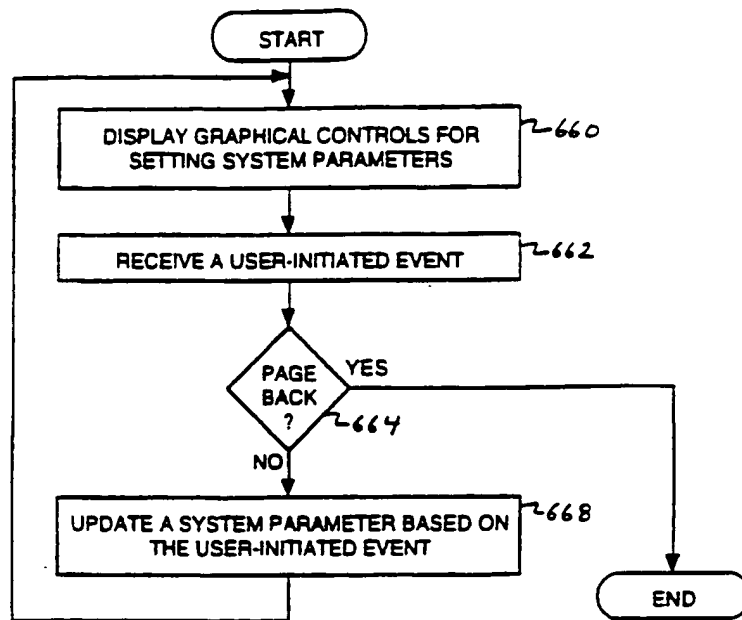 START
DISPLAY GRAPHICAL CONTROLS FOR
SETTING SYSTEM PARAMETERS
660
RECEIVE A USER-INITIATED EVENT
662
PAGE
BACK
?
YES
664
NO
UPDATE A SYSTEM PARAMETER BASED ON
THE USER-INITIATED EVENT
668
END